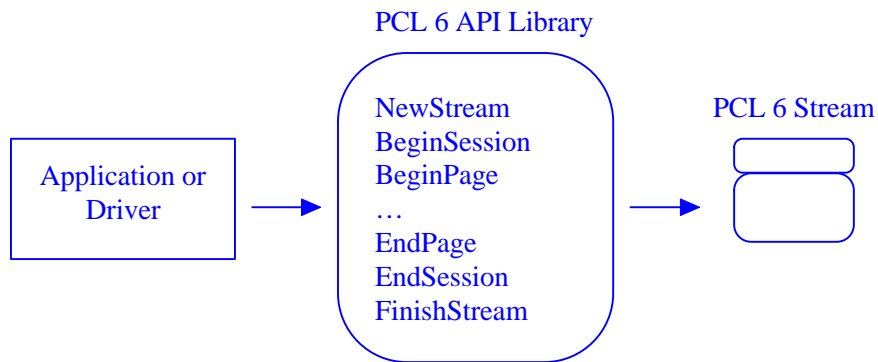 PCL 6 API Library
NewStream
BeginSession
BeginPage
…
EndPage
EndSession
FinishStream
Application or
Driver
PCL 6 Stream